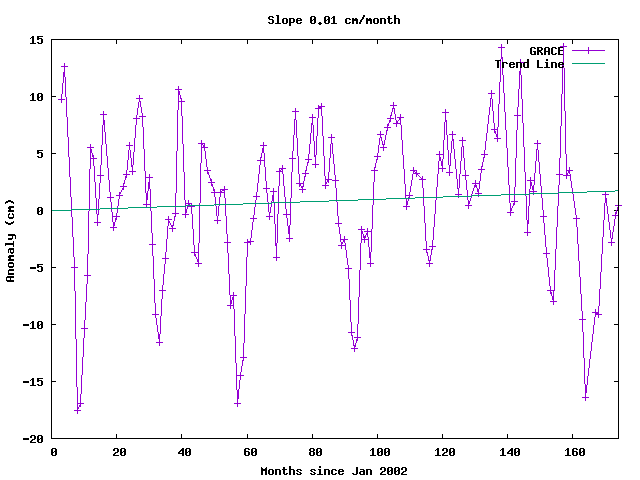 Slope 0.01 cm/month
15
10
5
0
-5
-10
-15
-20
Anomaly (cm)
GRACE
Trend Line
0 20 40 60 80 100 120 140 160
Months since Jan 2002